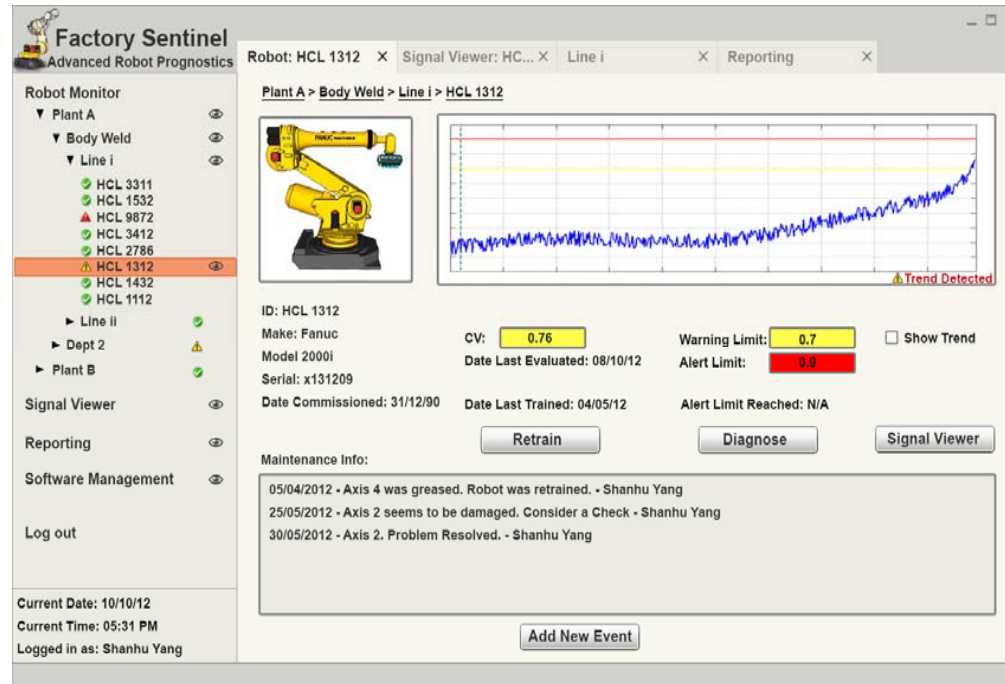 Factory Sentinel
Advanced Robot Prognostics
Robot: HCL 1312 X
Signal Viewer: HC... X
Line i X
Reporting X
Robot Monitor
Plant A
Body Weld
Line i
HCL 3311
HCL 1532
HCL 9872
HCL 3412
HCL 2786
HCL 1312
HCL 1432
HCL 1112
Line ii
Dept 2
Plant B
Signal Viewer
Reporting
Software Management
Log out
Current Date: 10/10/12
Current Time: 05:31 PM
Logged in as: Shanhu Yang
Plant A > Body Weld > Line i > HCL 1312
FANUC
Trend Detected
ID: HCL 1312
Make: Fanuc
Model 2000i
Serial: x131209
Date Commissioned: 31/12/90
CV: 0.76
Date Last Evaluated: 08/10/12
Date Last Trained: 04/05/12
Warning Limit: 0.7
Alert Limit: 0.9
Alert Limit Reached: N/A
Show Trend
Retrain
Diagnose
Signal Viewer
Maintenance Info:
05/04/2012 - Axis 4 was greased. Robot was retrained. - Shanhu Yang
25/05/2012 - Axis 2 seems to be damaged. Consider a Check - Shanhu Yang
30/05/2012 - Axis 2. Problem Resolved. - Shanhu Yang
Add New Event